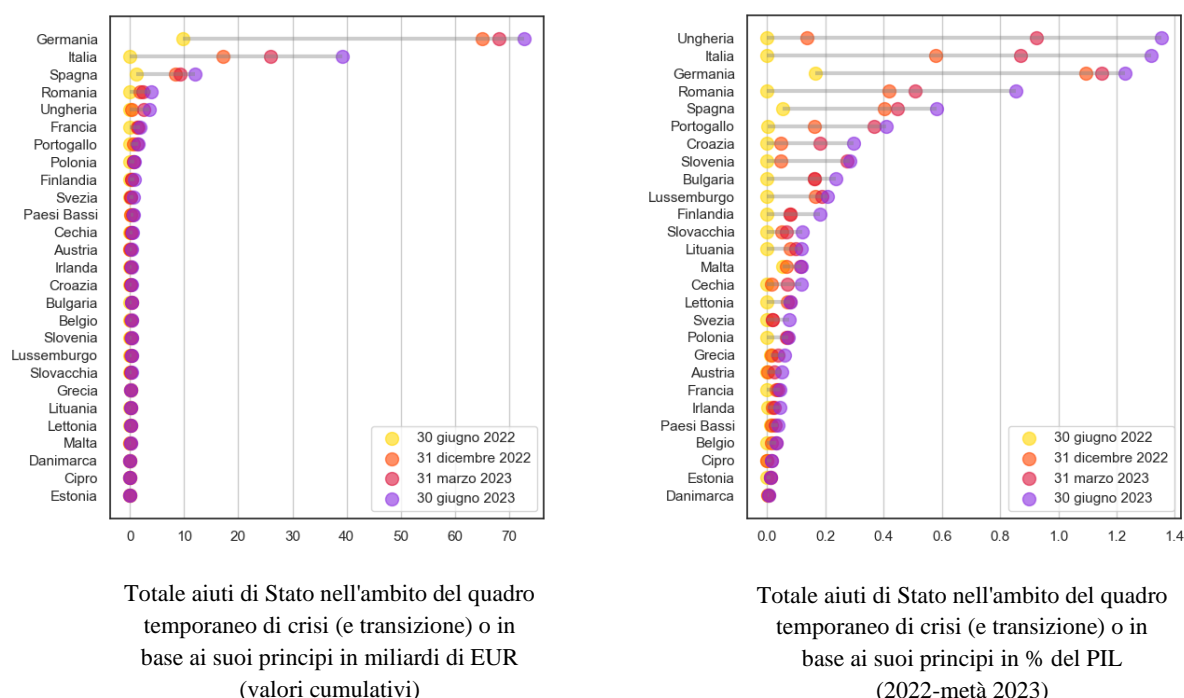 Germania
Italia
Spagna
Romania
Ungheria
Francia
Portogallo
Polonia
Finlandia
Svezia
Paesi Bassi
Cechia
Austria
Irlanda
Croazia
Bulgaria
Belgio
Slovenia
Lussemburgo
Slovacchia
Grecia
Lituania
Lettonia
Malta
Danimarca
Cipro
Estonia
30 giugno 2022
31 dicembre 2022
31 marzo 2023
30 giugno 2023
0 10 20 30 40 50 60 70
Totale aiuti di Stato nell'ambito del quadro
temporaneo di crisi (e transizione) o in
base ai suoi principi in miliardi di EUR
(valori cumulativi)
Ungheria
Italia
Germania
Romania
Spagna
Portogallo
Croazia
Slovenia
Bulgaria
Lussemburgo
Finlandia
Slovacchia
Lituania
Malta
Cechia
Lettonia
Svezia
Polonia
Grecia
Austria
Francia
Irlanda
Paesi Bassi
Belgio
Cipro
Estonia
Danimarca
30 giugno 2022
31 dicembre 2022
31 marzo 2023
30 giugno 2023
0.0 0.2 0.4 0.6 0.8 1.0 1.2 1.4
Totale aiuti di Stato nell'ambito del quadro
temporaneo di crisi (e transizione) o in
base ai suoi principi in % del PIL
(2022-metà 2023)